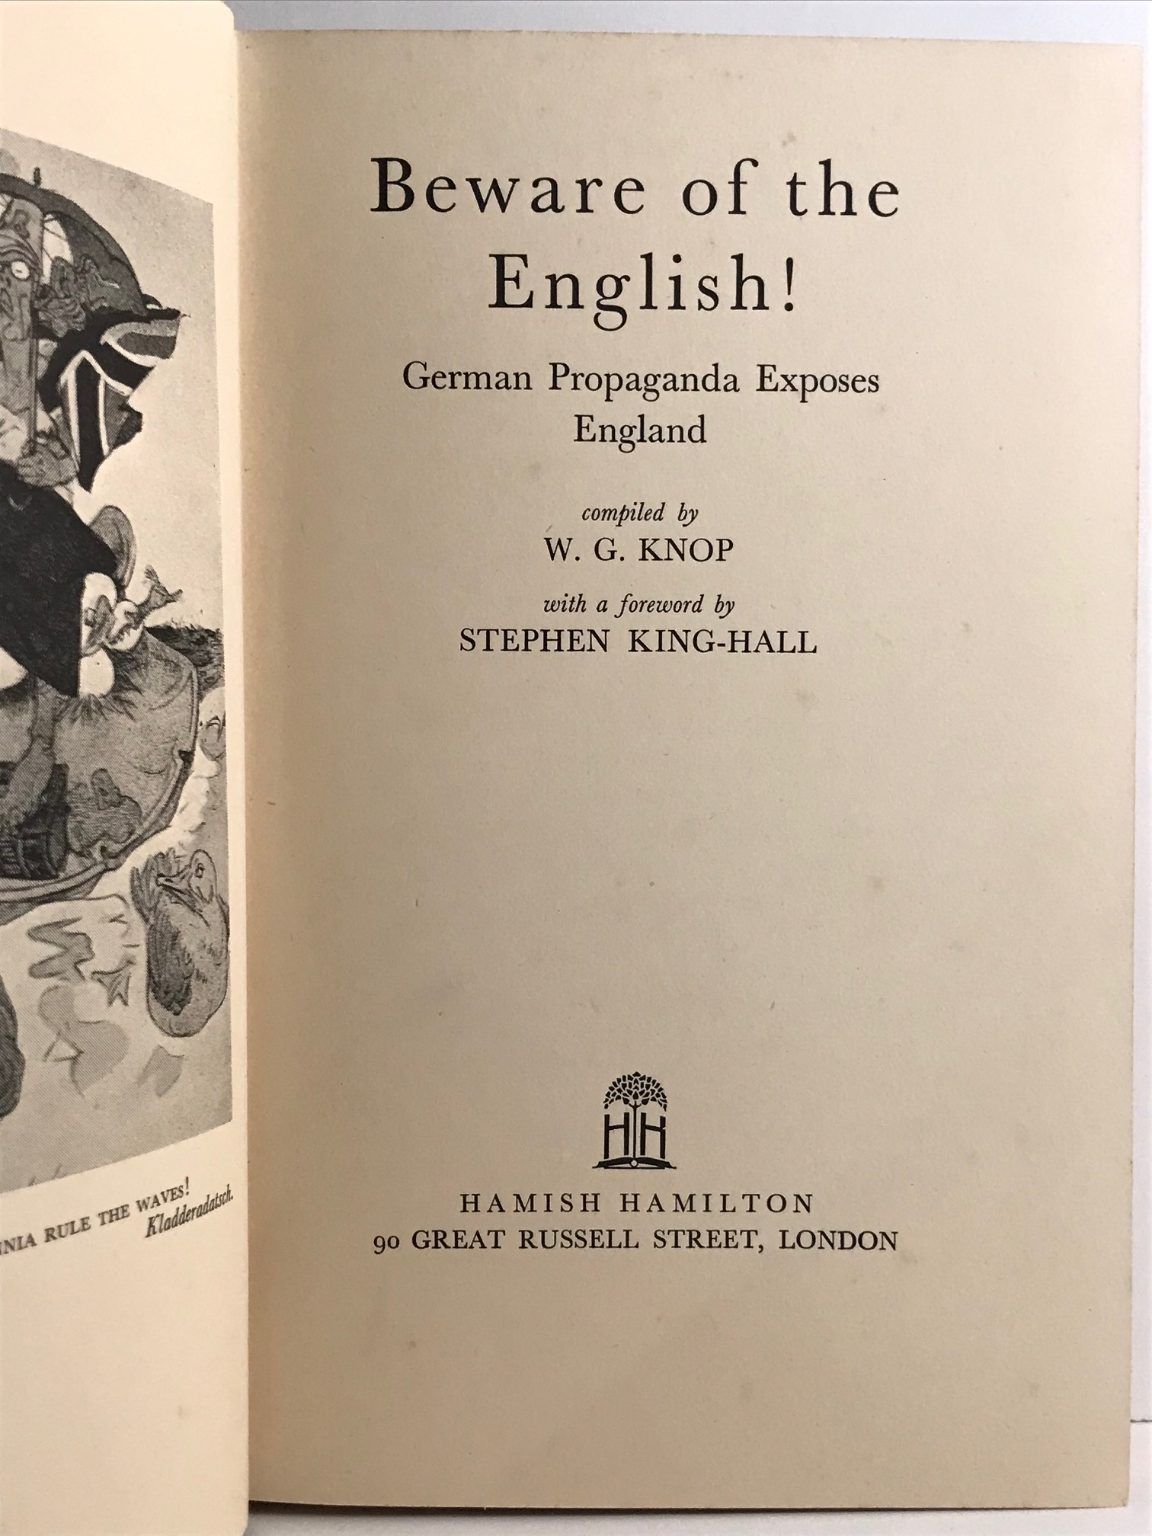 NNIA RULE THE WAVES!
Kladderadatsch.
Beware of the
English!
German Propaganda Exposes
England
compiled by
W. G. KNOP
with a foreword by
STEPHEN KING-HALL
HH
HAMISH HAMILTON
90 GREAT RUSSELL STREET, LONDON